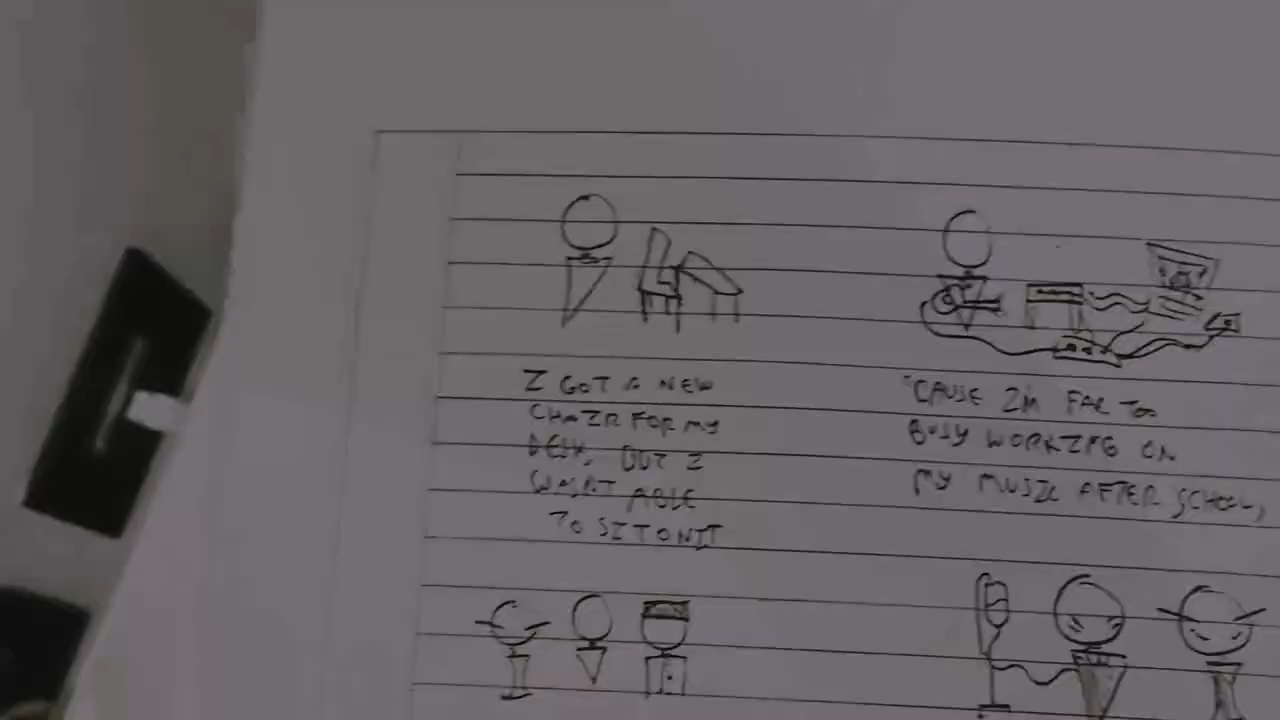 I GOT A NEW
CHAIR FOR MY
DESK, BUT I
WASN'T ABLE
TO SIT ON IT
'CAUSE IM FAR TOO
BUSY WORKING ON
MY MUSIC AFTER SCHOOL,